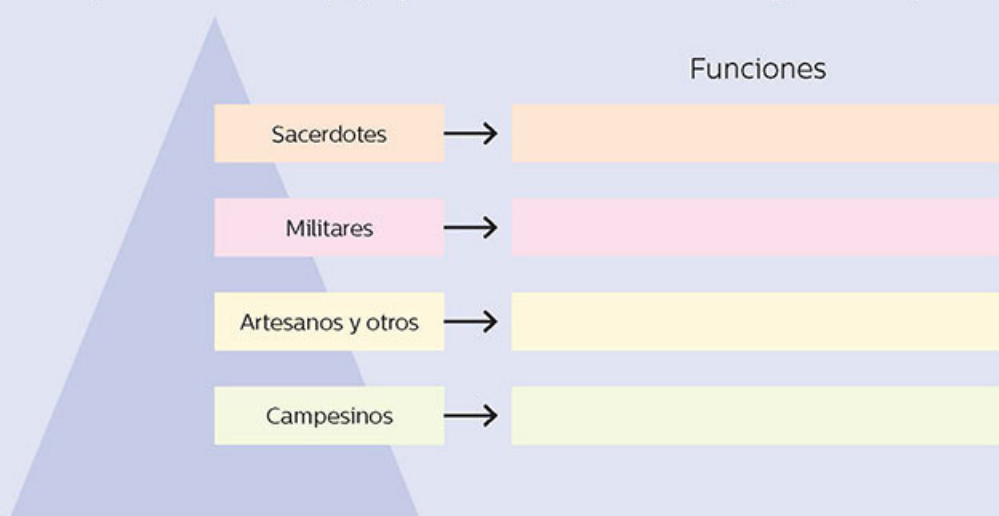 Funciones
Sacerdotes
Militares
Artesanos y otros
Campesinos